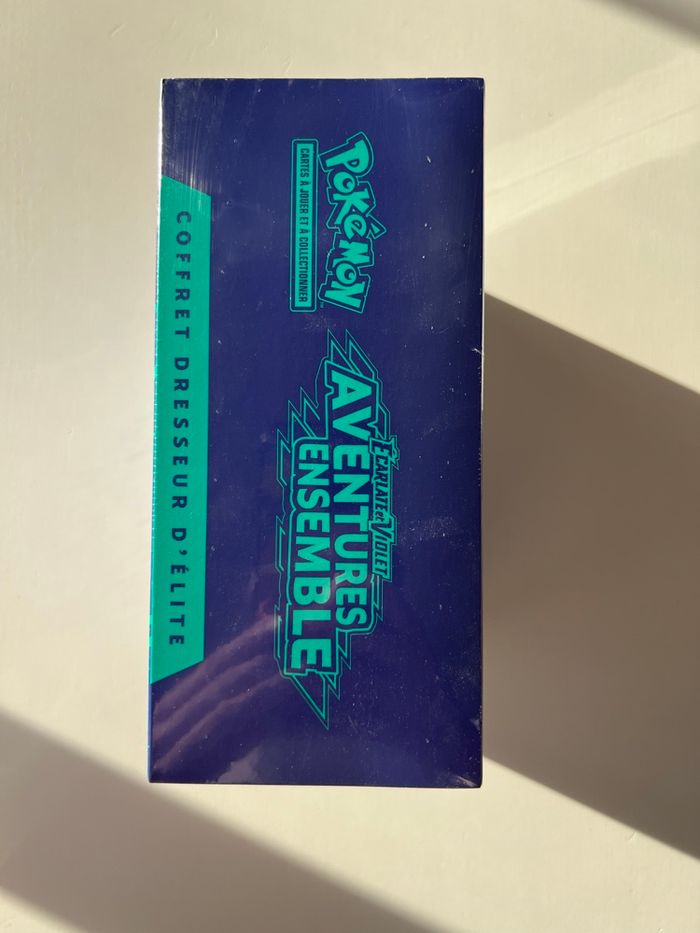 POKÉMON
CARTES À JOUER ET À COLLECTIONNER
ÉCARLATE et VIOLET
AVENTURES
ENSEMBLE
COFFRET DRESSEUR D'ÉLITE